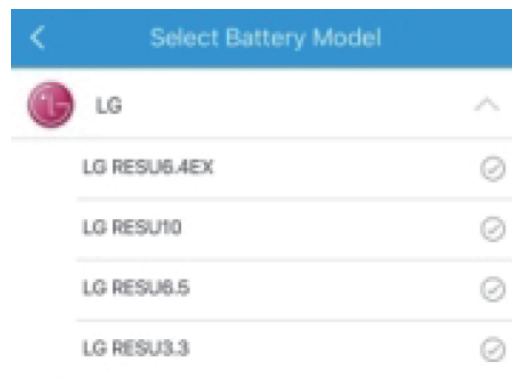 Select Battery Model
LG
LG RESU6.4EX
LG RESU10
LG RESU6.5
LG RESU3.3